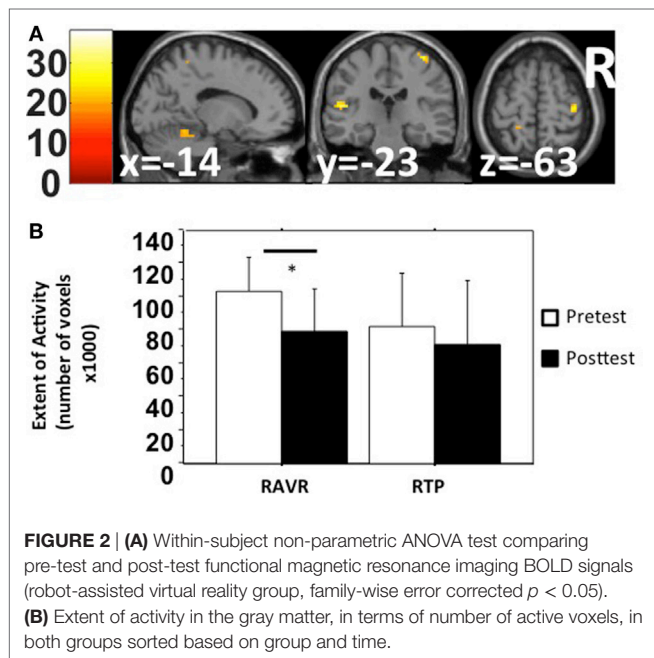 A
30
20
10
0
x=-14
y=-23
z=-63
R
B
Extent of Activity
(number of voxels
x1000)
140
120
100
80
60
40
20
0
*
Pretest
Posttest
RAVR
RTP
FIGURE 2 | (A) Within-subject non-parametric ANOVA test comparing
pre-test and post-test functional magnetic resonance imaging BOLD signals
(robot-assisted virtual reality group, family-wise error corrected p < 0.05).
(B) Extent of activity in the gray matter, in terms of number of active voxels, in
both groups sorted based on group and time.